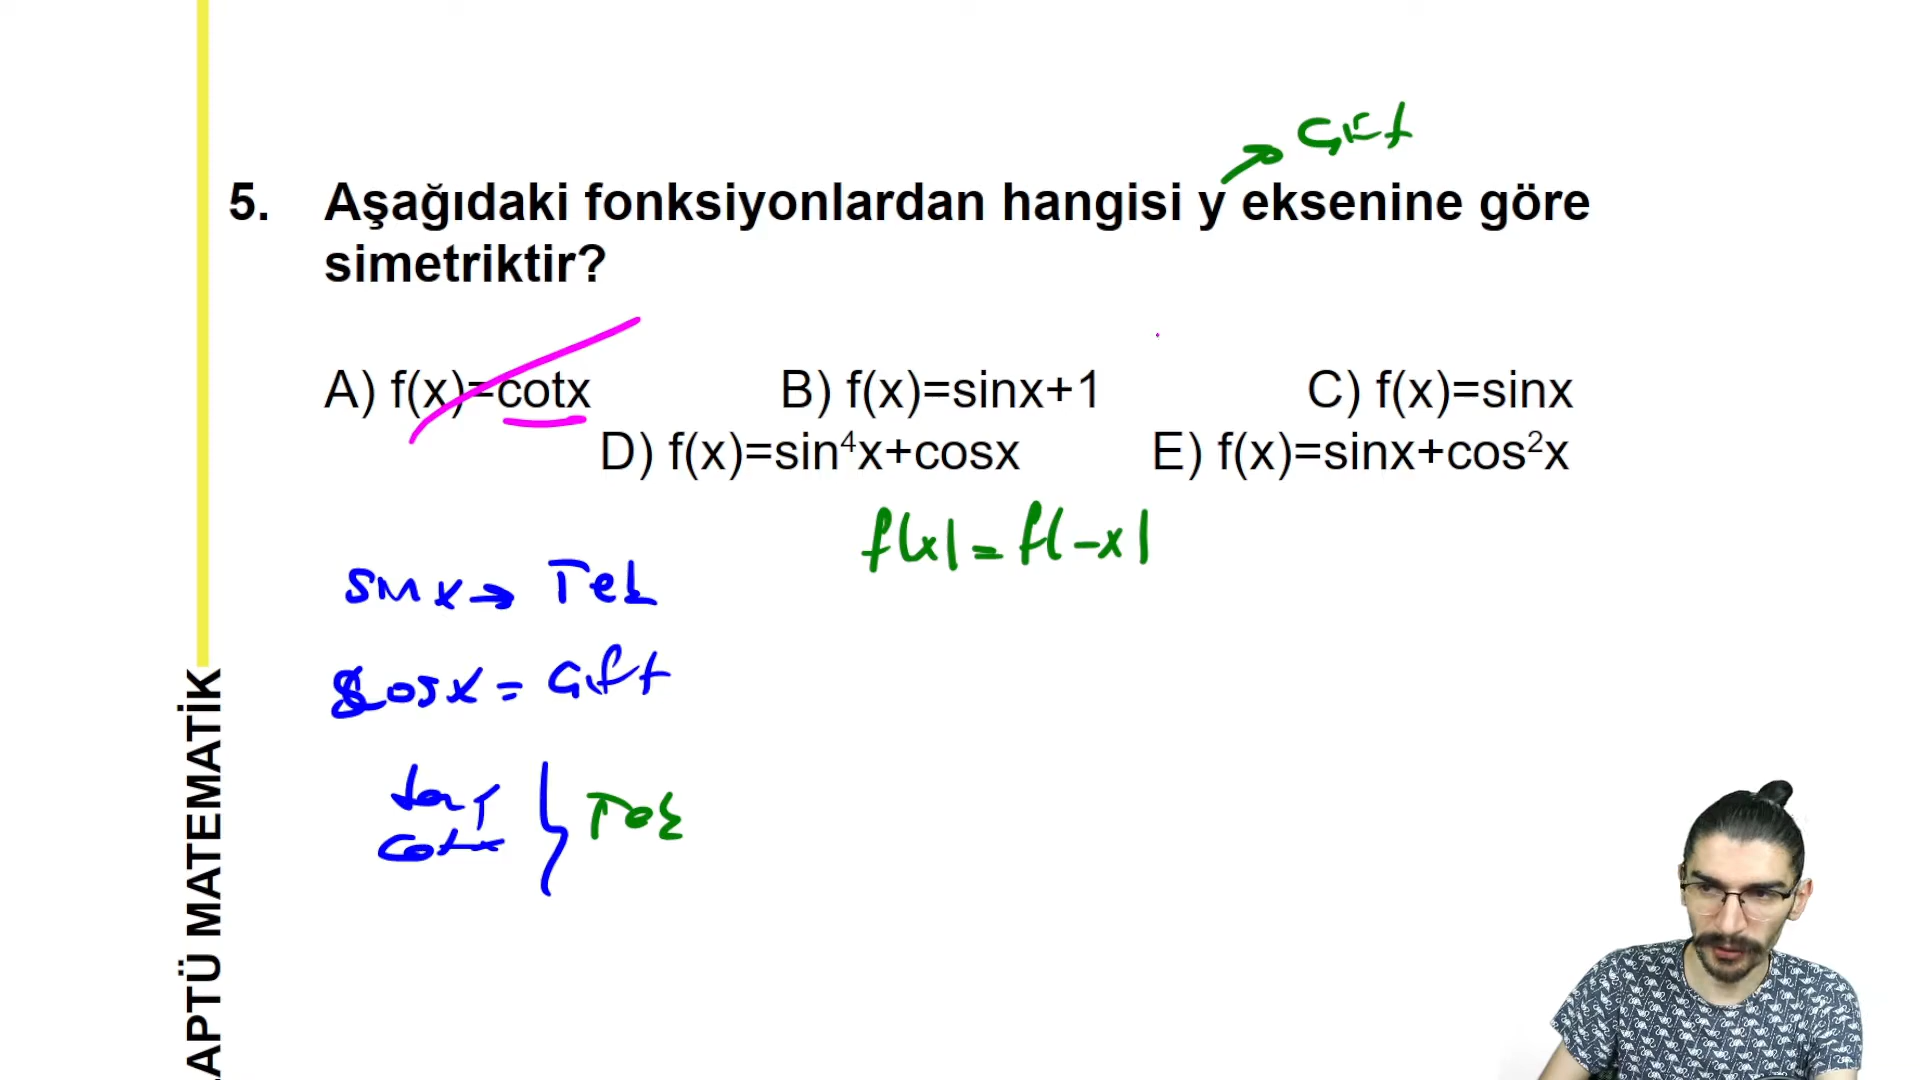 Çift
5. Aşağıdaki fonksiyonlardan hangisi y eksenine göre
simetriktir?
A) f(x)=cotx B) f(x)=sinx+1 C) f(x)=sinx
D) f(x)=sin⁴x+cosx E) f(x)=sinx+cos²x
f(x)=f(-x)
sinx→ Tek
cosx = Çift
tanx
cotx } Tek
APTÜ MATEMATİK